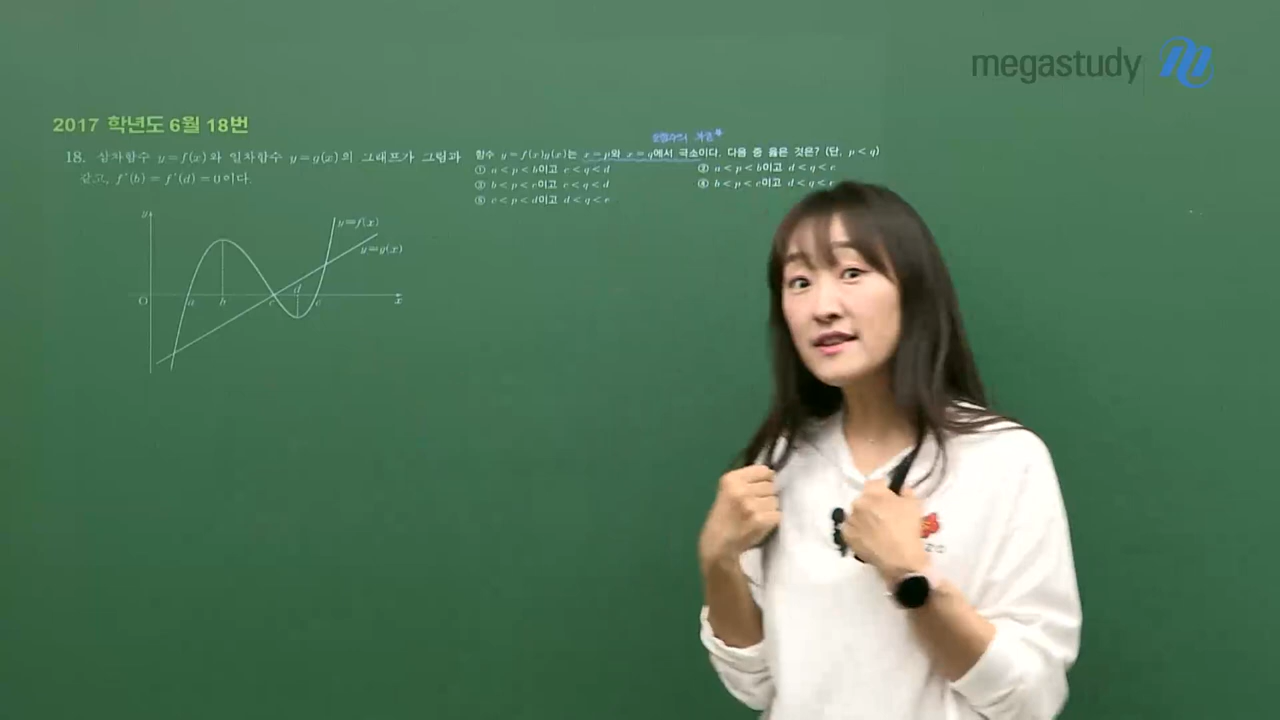 megastudy
2017 학년도 6월 18번
18. 삼차함수 y=f(x)와 일차함수 y=g(x)의 그래프가 그림과
같고, f'(b)=f'(d)=0이다.
함수 y=f(x)g(x)는 x=p와 x=q에서 극소이다. 다음 중 옳은 것은? (단, p<q)
① a<p<b이고 c<q<d
② a<p<b이고 d<q<e
③ b<p<c이고 c<q<d
④ b<p<c이고 d<q<e
⑤ c<p<d이고 d<q<e
y
y=f(x)
y=g(x)
O a b c d e x